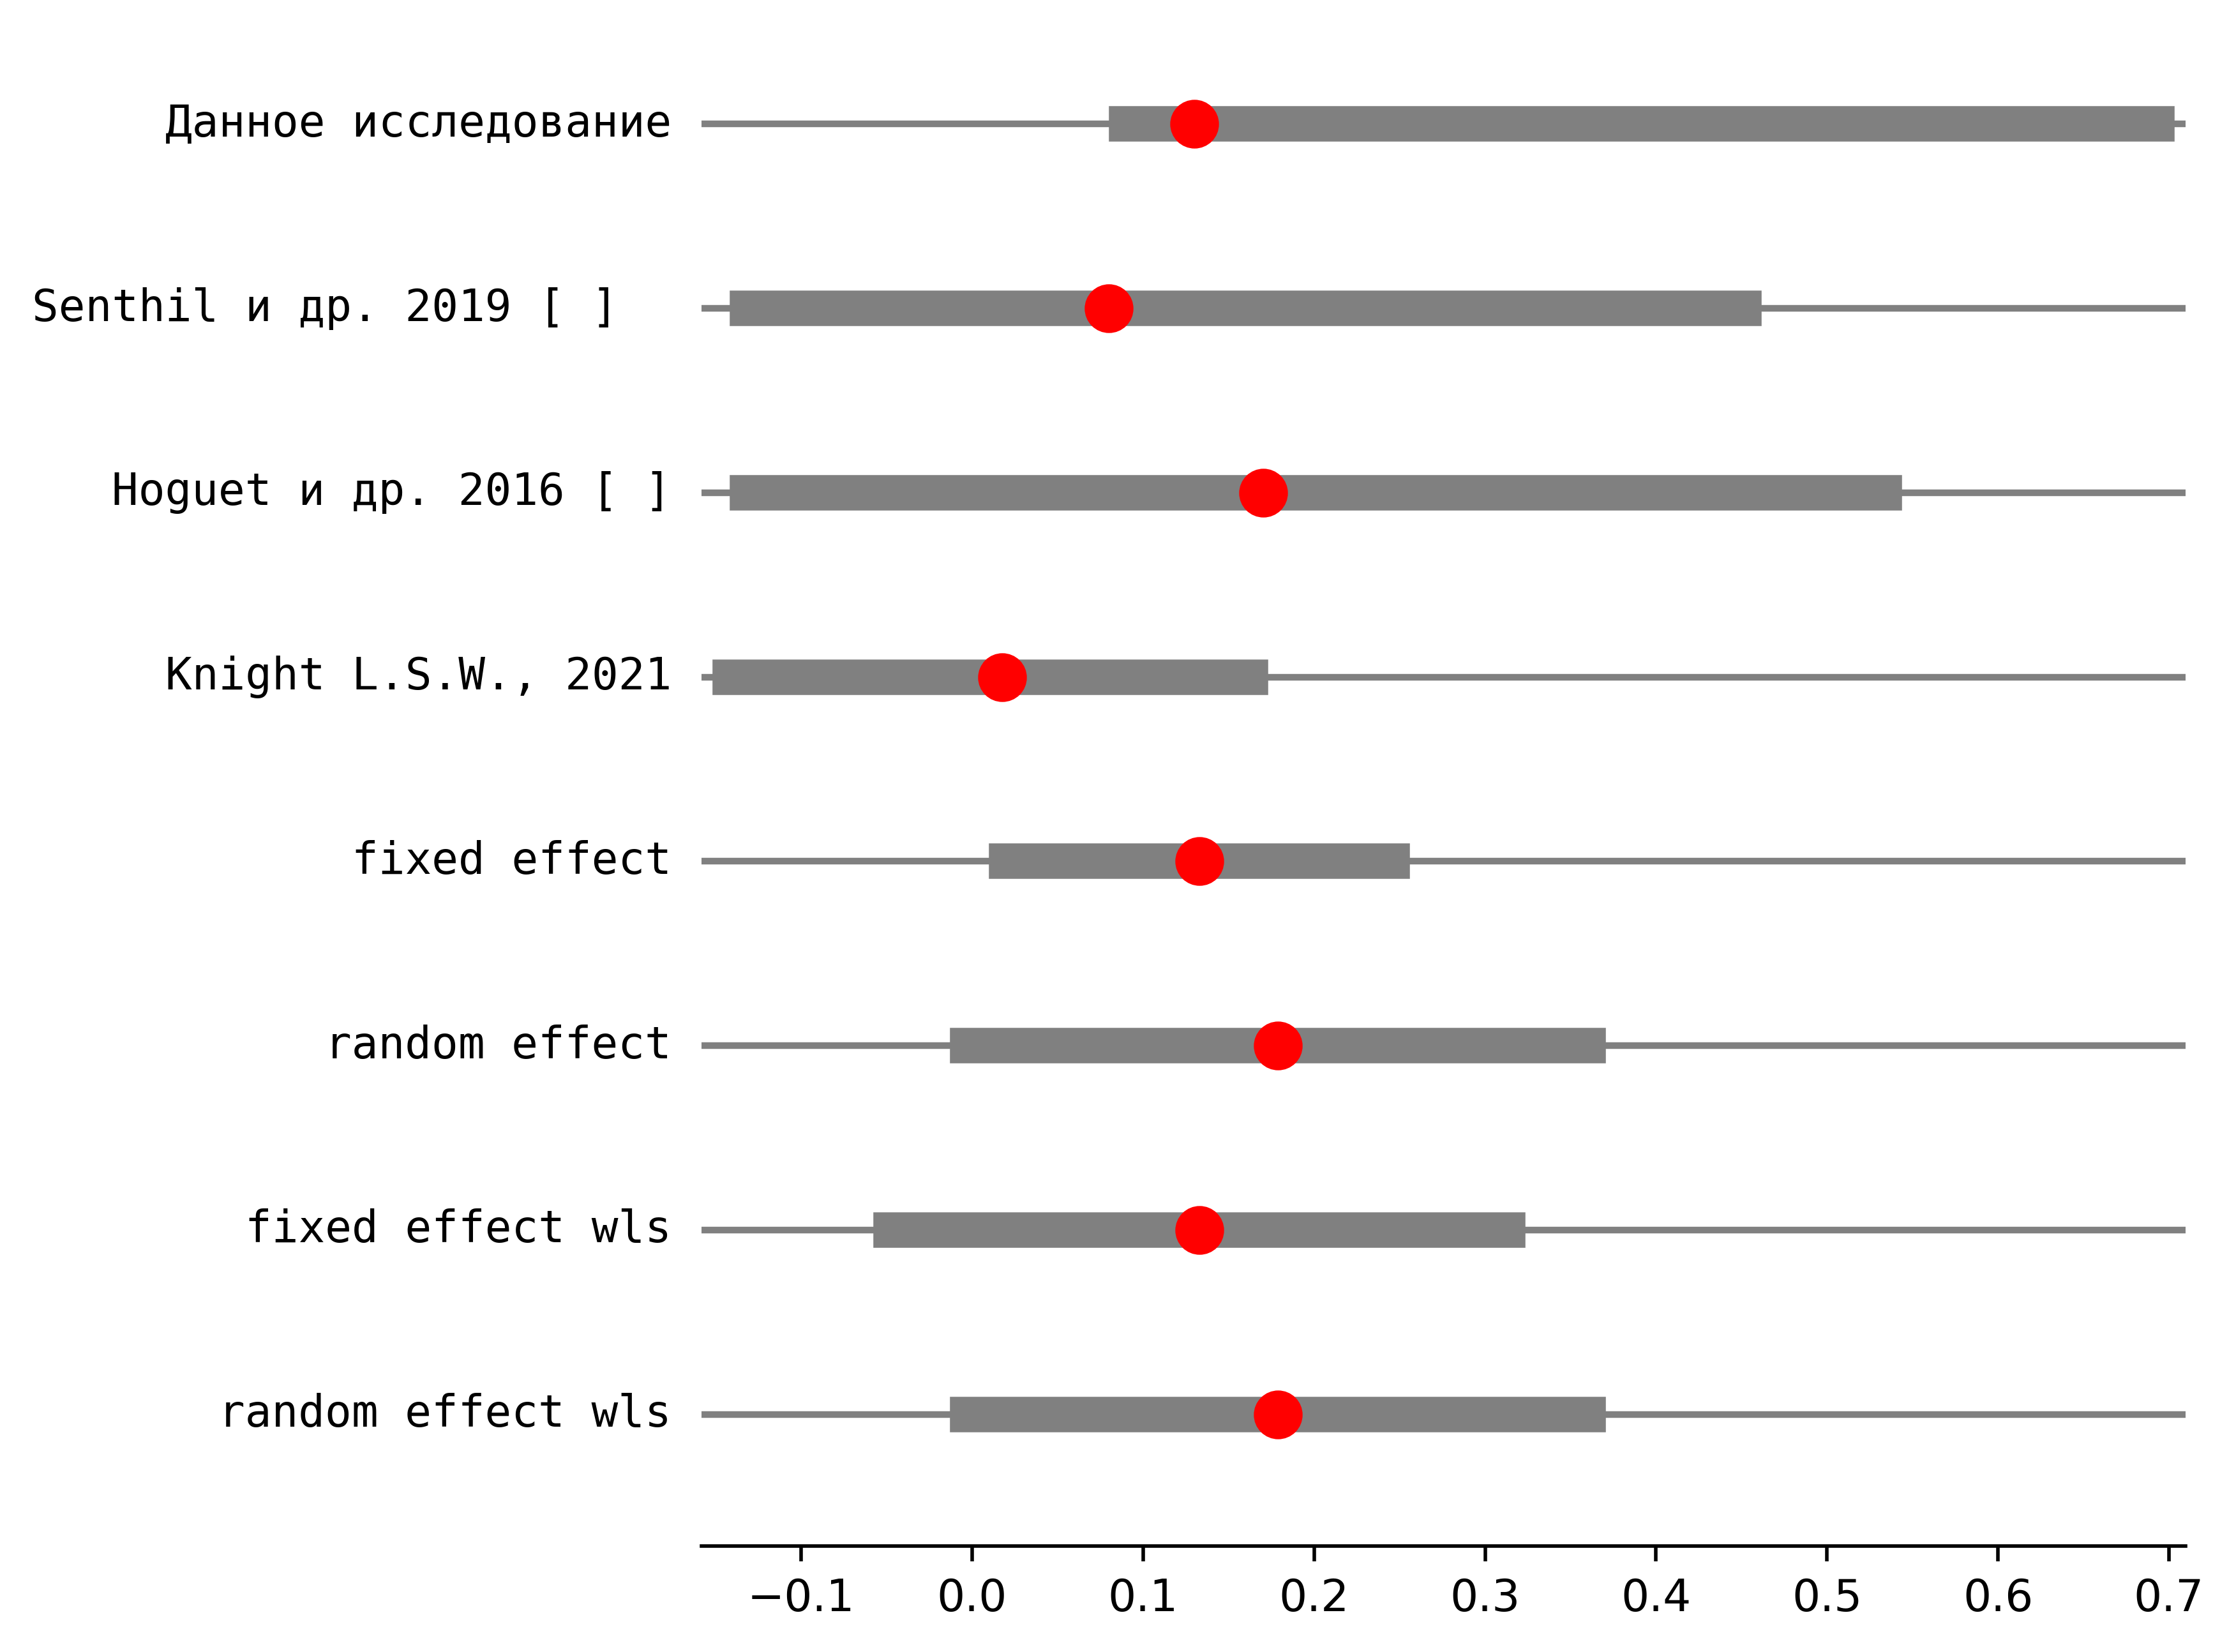 Данное исследование
Senthil и др. 2019 [ ]
Hoguet и др. 2016 [ ]
Knight L.S.W., 2021
fixed effect
random effect
fixed effect wls
random effect wls
−0.1 0.0 0.1 0.2 0.3 0.4 0.5 0.6 0.7